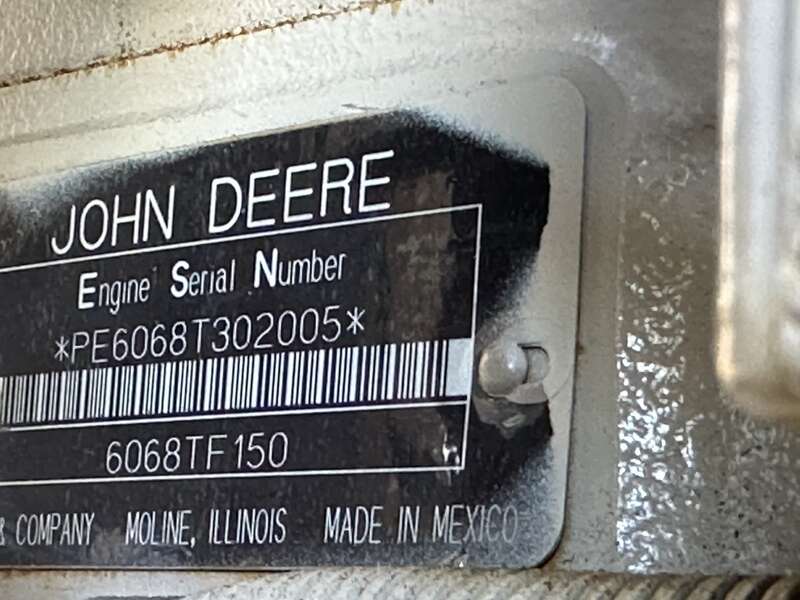 JOHN DEERE
Engine Serial Number
*PE6068T302005*
6068TF150
& COMPANY MOLINE, ILLINOIS MADE IN MEXICO